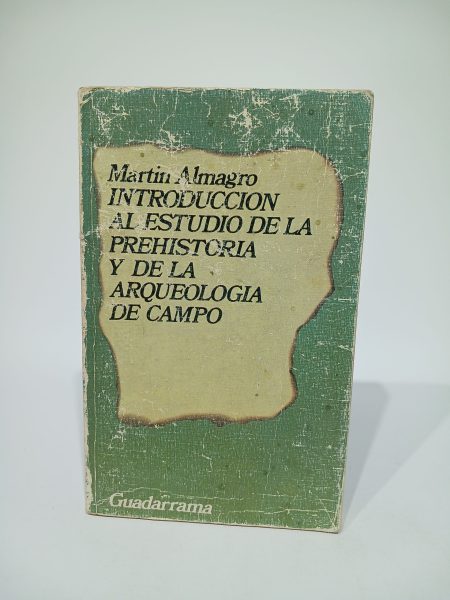 Martin Almagro
INTRODUCCION
AL ESTUDIO DE LA
PREHISTORIA
Y DE LA
ARQUEOLOGIA
DE CAMPO
Guadarrama